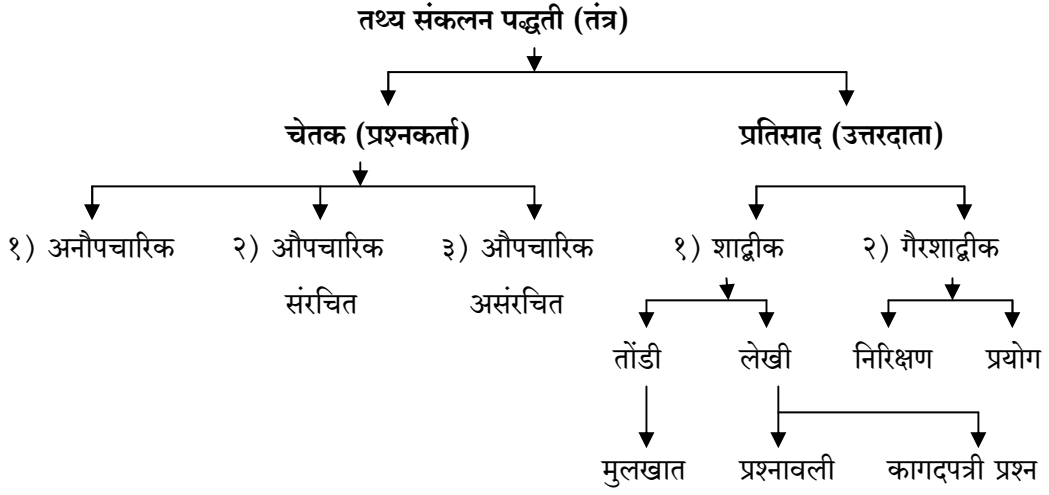 तथ्य संकलन पद्धती (तंत्र)
चेतक (प्रश्नकर्ता) प्रतिसाद (उत्तरदाता)
१) अनौपचारिक २) औपचारिक ३) औपचारिक १) शाद्बीक २) गैरशाद्बीक
संरचित असंरचित
तोंडी लेखी निरिक्षण प्रयोग
मुलखात प्रश्नावली कागदपत्री प्रश्न